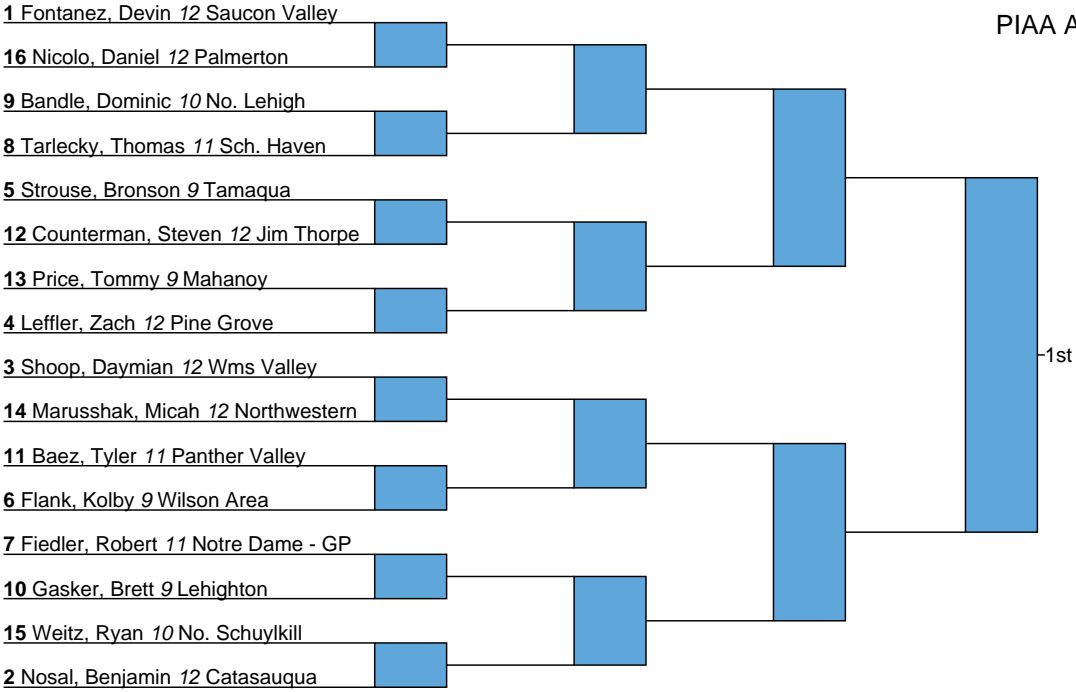 1 Fontanez, Devin 12 Saucon Valley
PIAA A
16 Nicolo, Daniel 12 Palmerton
9 Bandle, Dominic 10 No. Lehigh
8 Tarlecky, Thomas 11 Sch. Haven
5 Strouse, Bronson 9 Tamaqua
12 Counterman, Steven 12 Jim Thorpe
13 Price, Tommy 9 Mahanoy
4 Leffler, Zach 12 Pine Grove
1st
3 Shoop, Daymian 12 Wms Valley
14 Marusshak, Micah 12 Northwestern
11 Baez, Tyler 11 Panther Valley
6 Flank, Kolby 9 Wilson Area
7 Fiedler, Robert 11 Notre Dame - GP
10 Gasker, Brett 9 Lehighton
15 Weitz, Ryan 10 No. Schuylkill
2 Nosal, Benjamin 12 Catasauqua